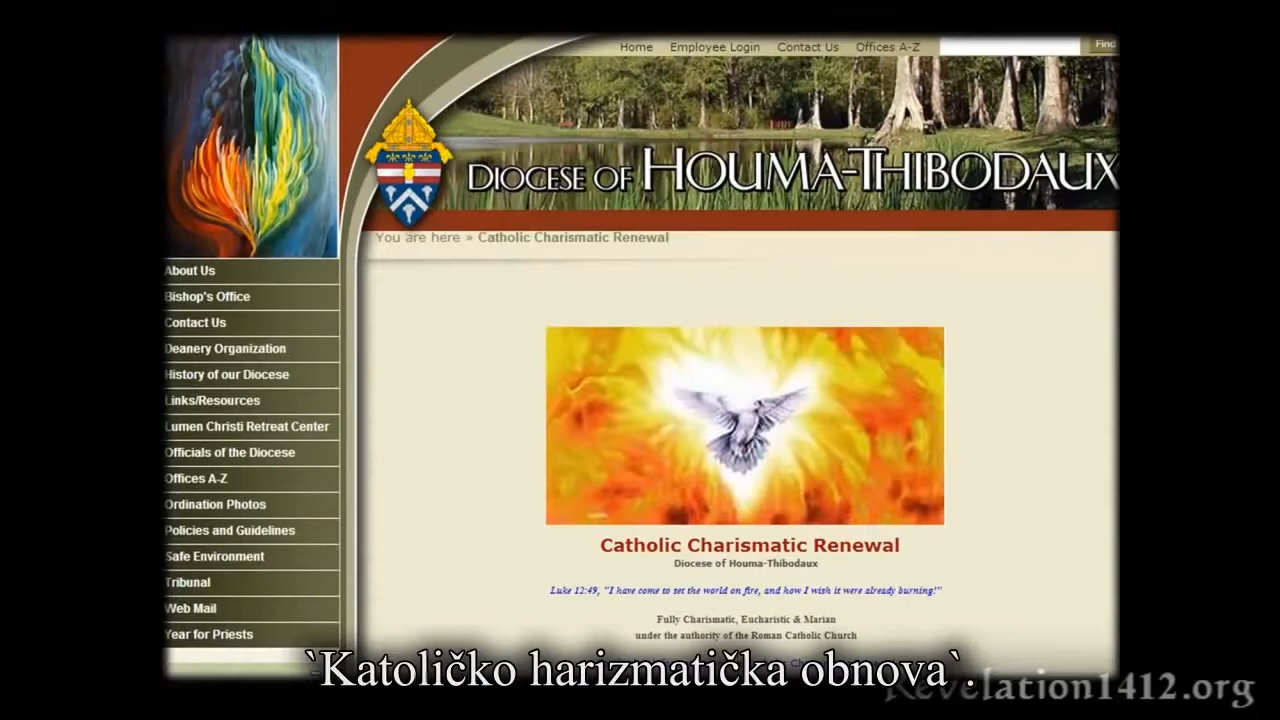 Home Employee Login Contact Us Offices A-Z Find
DIOCESE OF HOUMA-THIBODAUX
You are here » Catholic Charismatic Renewal
About Us
Bishop's Office
Contact Us
Deanery Organization
History of our Diocese
Links/Resources
Lumen Christi Retreat Center
Officials of the Diocese
Offices A-Z
Ordination Photos
Policies and Guidelines
Safe Environment
Tribunal
Web Mail
Year for Priests
Catholic Charismatic Renewal
Diocese of Houma-Thibodaux
Luke 12:49, "I have come to set the world on fire, and how I wish it were already burning!"
Fully Charismatic, Eucharistic & Marian
under the authority of the Roman Catholic Church
`Katoličko harizmatička obnova`.
Revelation1412.org